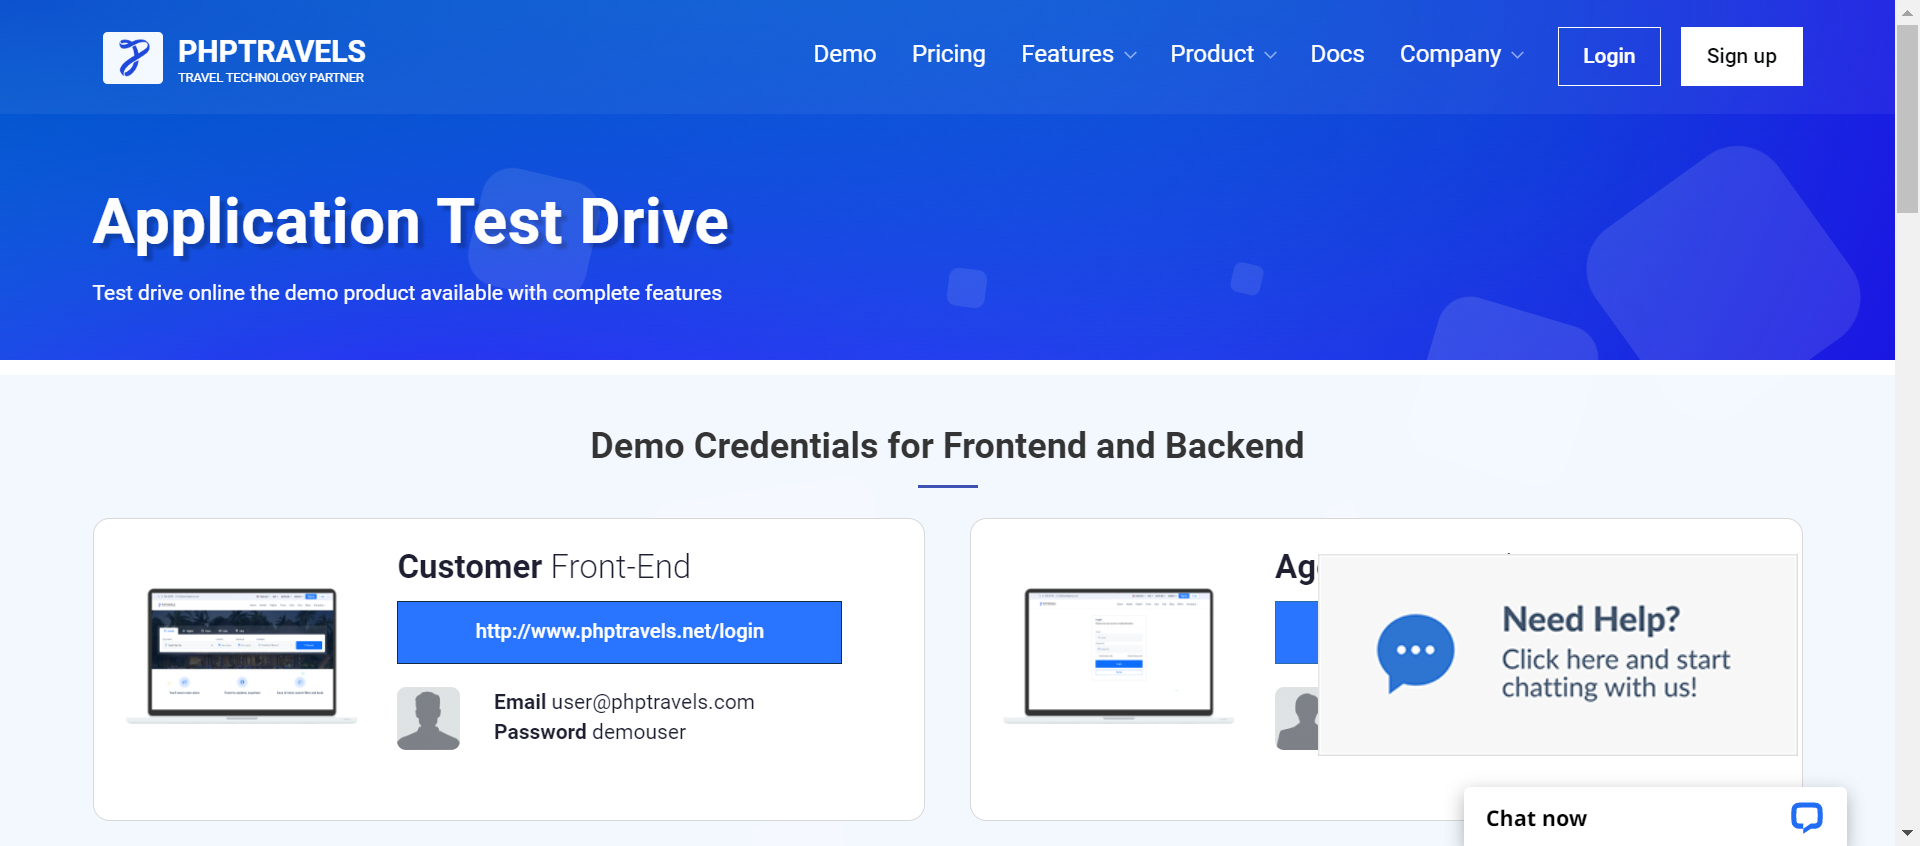 PHPTRAVELS
TRAVEL TECHNOLOGY PARTNER
Demo
Pricing
Features
Product
Docs
Company
Login
Sign up
Application Test Drive
Test drive online the demo product available with complete features
Demo Credentials for Frontend and Backend
Customer Front-End
http://www.phptravels.net/login
Email user@phptravels.com
Password demouser
Need Help?
Click here and start
chatting with us!
Chat now